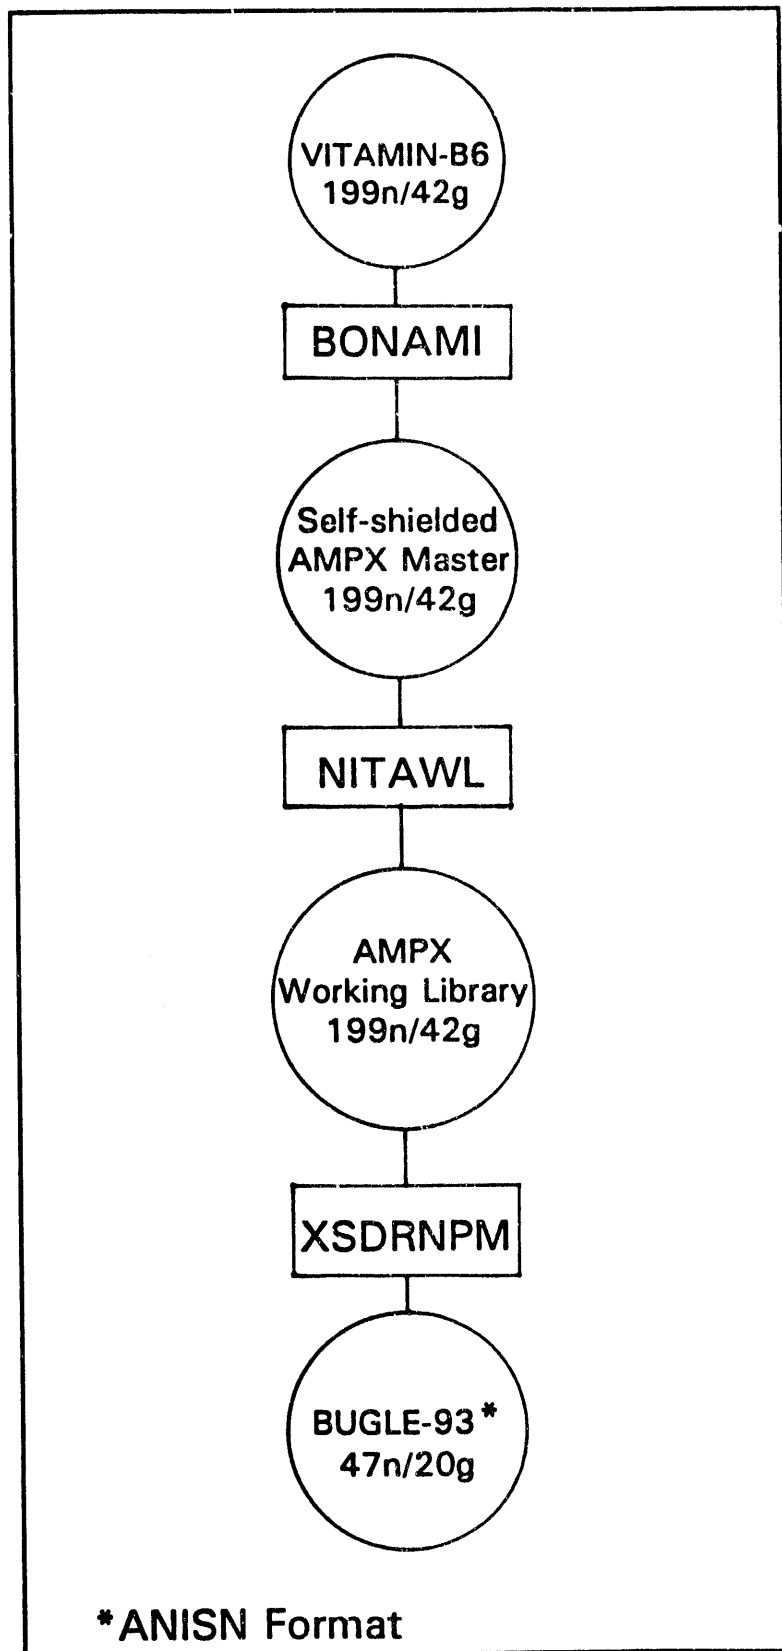 VITAMIN-B6
199n/42g
BONAMI
Self-shielded
AMPX Master
199n/42g
NITAWL
AMPX
Working Library
199n/42g
XSDRNPM
BUGLE-93*
47n/20g
*ANISN Format